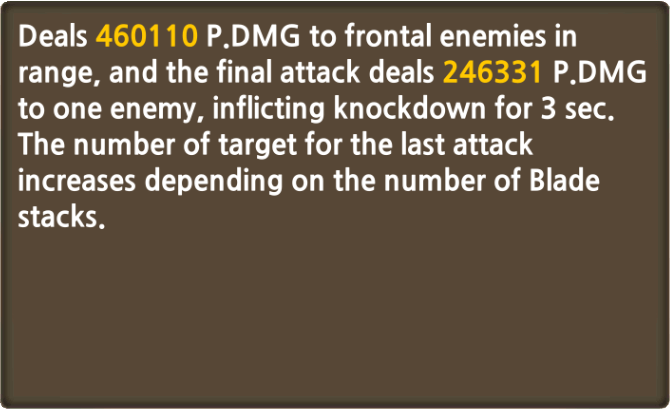 Deals 460110 P.DMG to frontal enemies in
range, and the final attack deals 246331 P.DMG
to one enemy, inflicting knockdown for 3 sec.
The number of target for the last attack
increases depending on the number of Blade
stacks.